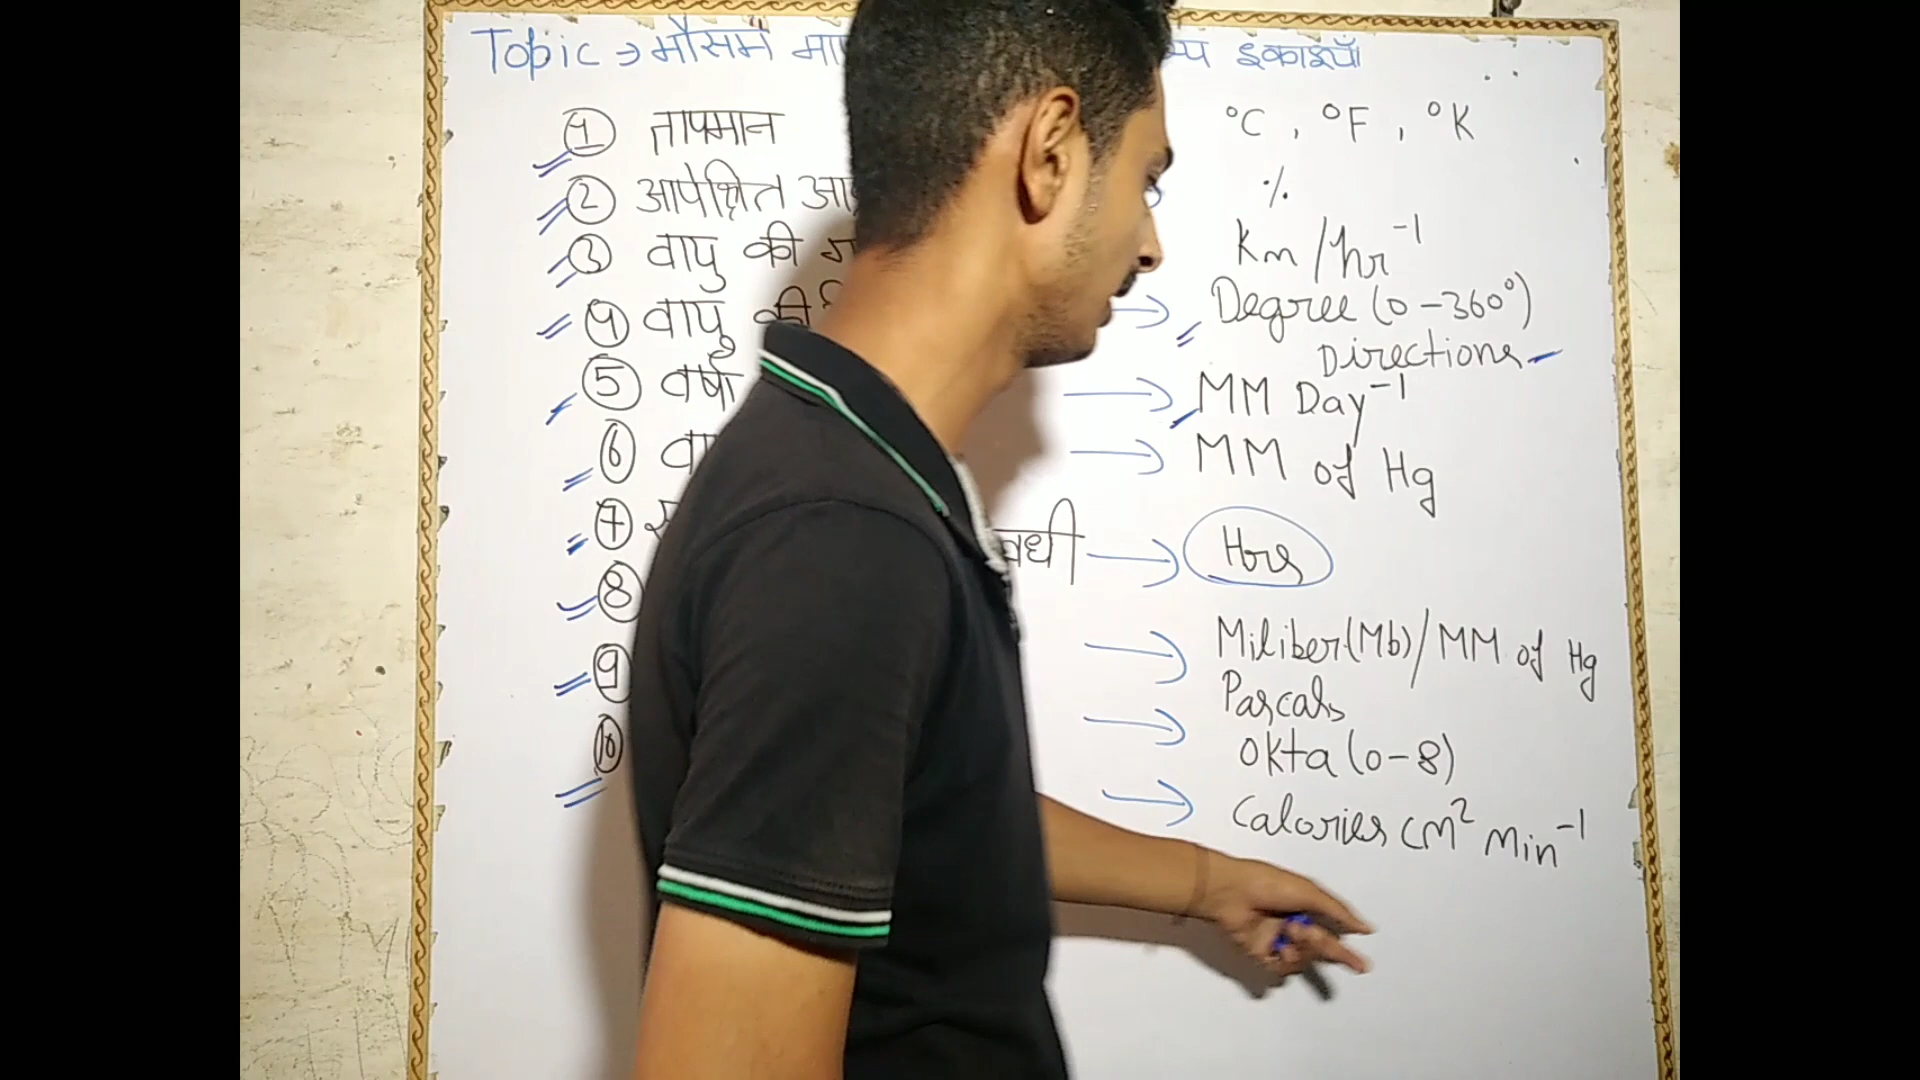 Topic → मौसम इकाइयाँ
1 तापमान °C , °F , °K
2 आपेक्षित %
3 वायु की Km/hr⁻¹
4 वायु की → Degree (0-360°)
Directions
5 वर्षा → MM Day⁻¹
6 → MM of Hg
7 → Hrs
8 → Miliber(Mb)/MM of Hg
Pascals
9 → Okta (0-8)
10 → Calories cm² Min⁻¹